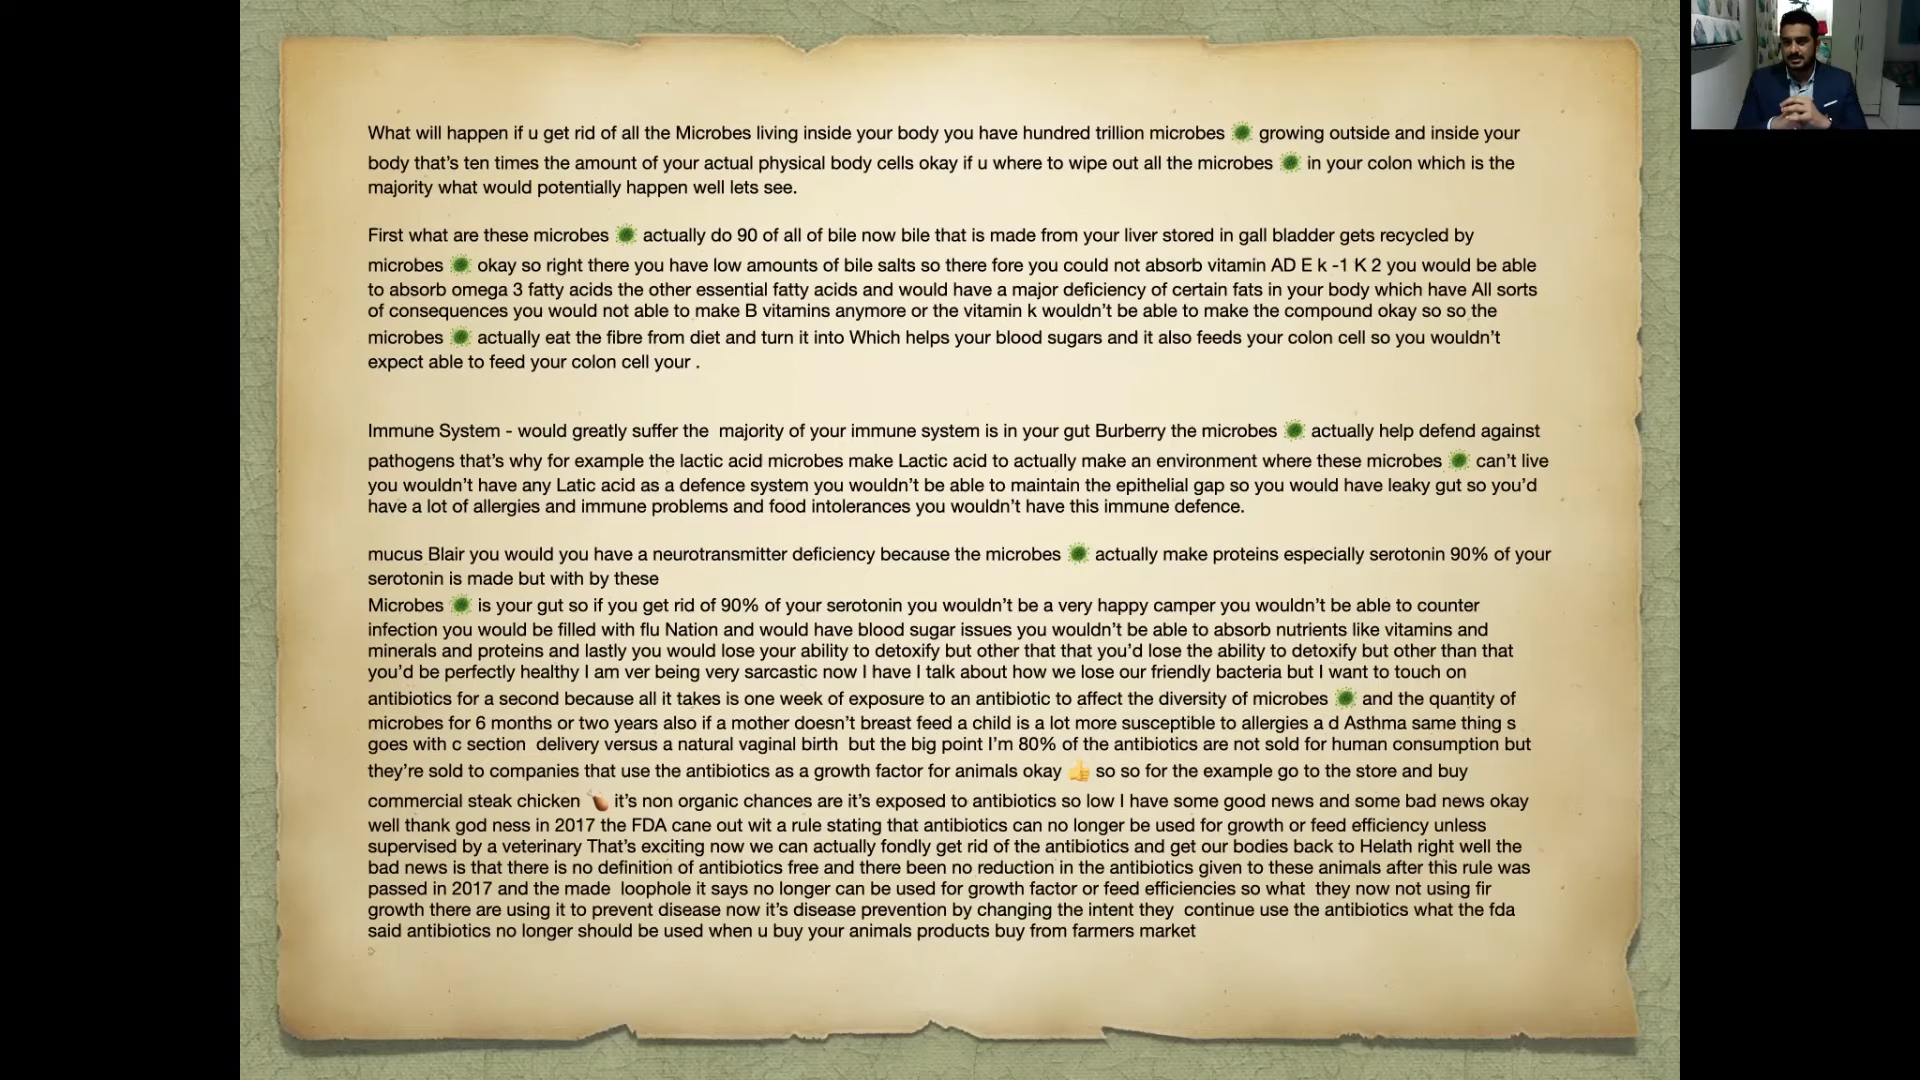 What will happen if u get rid of all the Microbes living inside your body you have hundred trillion microbes 🦠 growing outside and inside your
body that’s ten times the amount of your actual physical body cells okay if u where to wipe out all the microbes 🦠 in your colon which is the
majority what would potentially happen well lets see.
First what are these microbes 🦠 actually do 90 of all of bile now bile that is made from your liver stored in gall bladder gets recycled by
microbes 🦠 okay so right there you have low amounts of bile salts so there fore you could not absorb vitamin AD E k -1 K 2 you would be able
to absorb omega 3 fatty acids the other essential fatty acids and would have a major deficiency of certain fats in your body which have All sorts
of consequences you would not able to make B vitamins anymore or the vitamin k wouldn’t be able to make the compound okay so so the
microbes 🦠 actually eat the fibre from diet and turn it into Which helps your blood sugars and it also feeds your colon cell so you wouldn’t
expect able to feed your colon cell your .
Immune System - would greatly suffer the  majority of your immune system is in your gut Burberry the microbes 🦠 actually help defend against
pathogens that’s why for example the lactic acid microbes make Lactic acid to actually make an environment where these microbes 🦠 can’t live
you wouldn’t have any Latic acid as a defence system you wouldn’t be able to maintain the epithelial gap so you would have leaky gut so you’d
have a lot of allergies and immune problems and food intolerances you wouldn’t have this immune defence.
mucus Blair you would you have a neurotransmitter deficiency because the microbes 🦠 actually make proteins especially serotonin 90% of your
serotonin is made but with by these
Microbes 🦠 is your gut so if you get rid of 90% of your serotonin you wouldn’t be a very happy camper you wouldn’t be able to counter
infection you would be filled with flu Nation and would have blood sugar issues you wouldn’t be able to absorb nutrients like vitamins and
minerals and proteins and lastly you would lose your ability to detoxify but other that that you’d lose the ability to detoxify but other than that
you’d be perfectly healthy I am ver being very sarcastic now I have I talk about how we lose our friendly bacteria but I want to touch on
antibiotics for a second because all it takes is one week of exposure to an antibiotic to affect the diversity of microbes 🦠 and the quantity of
microbes for 6 months or two years also if a mother doesn’t breast feed a child is a lot more susceptible to allergies a d Asthma same thing s
goes with c section  delivery versus a natural vaginal birth  but the big point I’m 80% of the antibiotics are not sold for human consumption but
they’re sold to companies that use the antibiotics as a growth factor for animals okay 👍 so so for the example go to the store and buy
commercial steak chicken 🍗 it’s non organic chances are it’s exposed to antibiotics so low I have some good news and some bad news okay
well thank god ness in 2017 the FDA cane out wit a rule stating that antibiotics can no longer be used for growth or feed efficiency unless
supervised by a veterinary That’s exciting now we can actually fondly get rid of the antibiotics and get our bodies back to Helath right well the
bad news is that there is no definition of antibiotics free and there been no reduction in the antibiotics given to these animals after this rule was
passed in 2017 and the made  loophole it says no longer can be used for growth factor or feed efficiencies so what  they now not using fir
growth there are using it to prevent disease now it’s disease prevention by changing the intent they  continue use the antibiotics what the fda
said antibiotics no longer should be used when u buy your animals products buy from farmers market